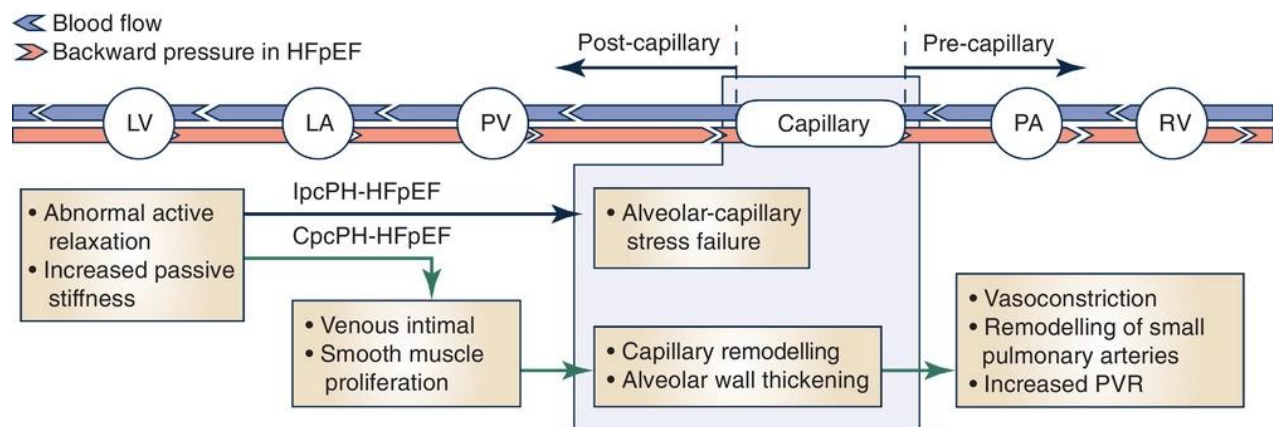 Blood flow
Backward pressure in HFpEF
Post-capillary
Pre-capillary
LV
LA
PV
Capillary
PA
RV
• Abnormal active
relaxation
• Increased passive
stiffness
IpcPH-HFpEF
CpcPH-HFpEF
• Venous intimal
• Smooth muscle
proliferation
• Alveolar-capillary
stress failure
• Capillary remodelling
• Alveolar wall thickening
• Vasoconstriction
• Remodelling of small
pulmonary arteries
• Increased PVR